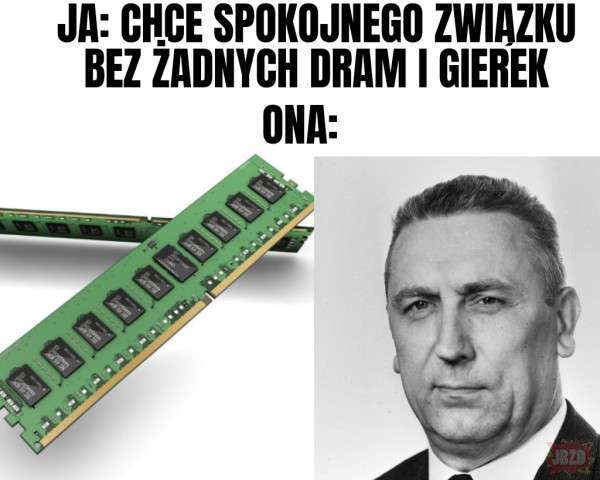 JA: CHCE SPOKOJNEGO ZWIĄZKU
BEZ ŻADNYCH DRAM I GIEREK
ONA:
JBZD